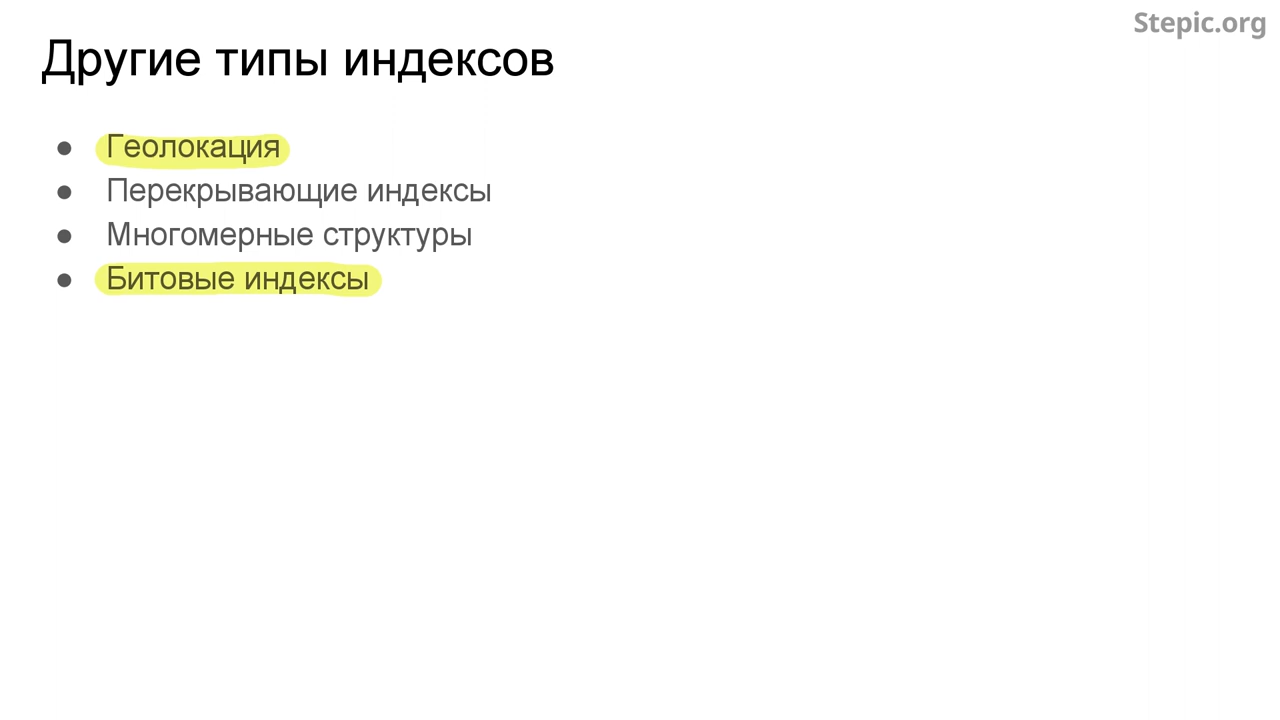 Stepic.org
Другие типы индексов
● Геолокация
● Перекрывающие индексы
● Многомерные структуры
● Битовые индексы